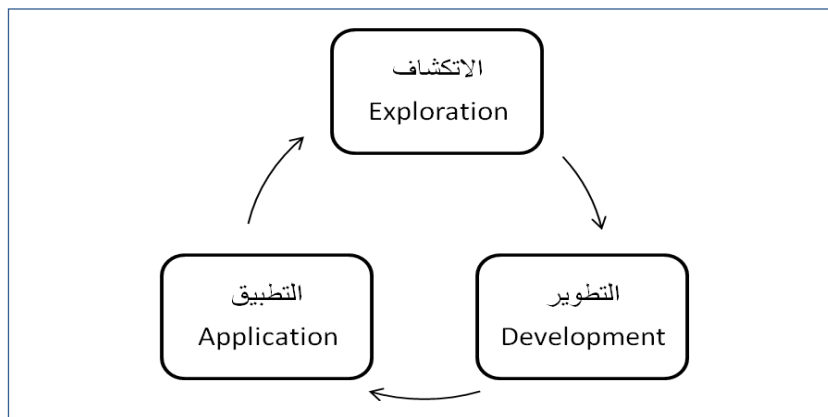 الاتكشاف
Exploration
التطبيق
Application
التطوير
Development